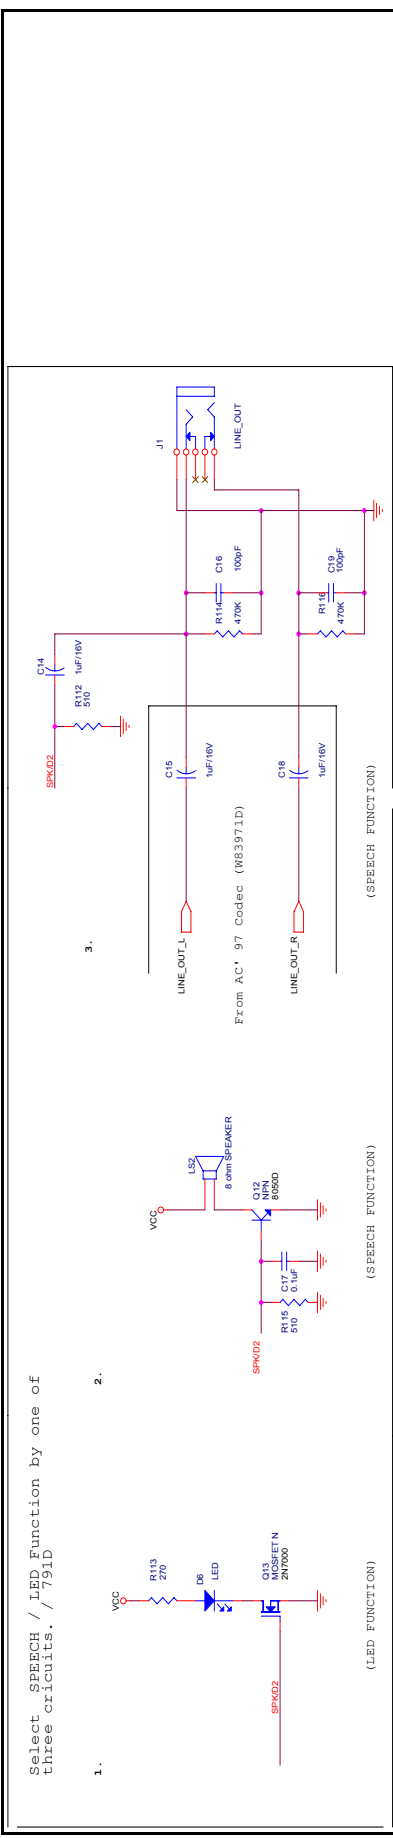 Select SPEECH / LED Function by one of
three cricuits. / 791D
1.
VCC
R113
270
D6
LED
Q13
MOSFET N
2N7000
SPK/D2
(LED FUNCTION)
2.
VCC
LS2
8 ohm SPEAKER
Q12
NPN
8050D
SPK/D2
R115
510
C17
0.1uF
(SPEECH FUNCTION)
3.
SPK/D2
R112
510
C14
1uF/16V
LINE_OUT_L
C15
1uF/16V
R114
470K
C16
100pF
J1
LINE_OUT
From AC' 97 Codec (W83971D)
LINE_OUT_R
C18
1uF/16V
R116
470K
C19
100pF
(SPEECH FUNCTION)